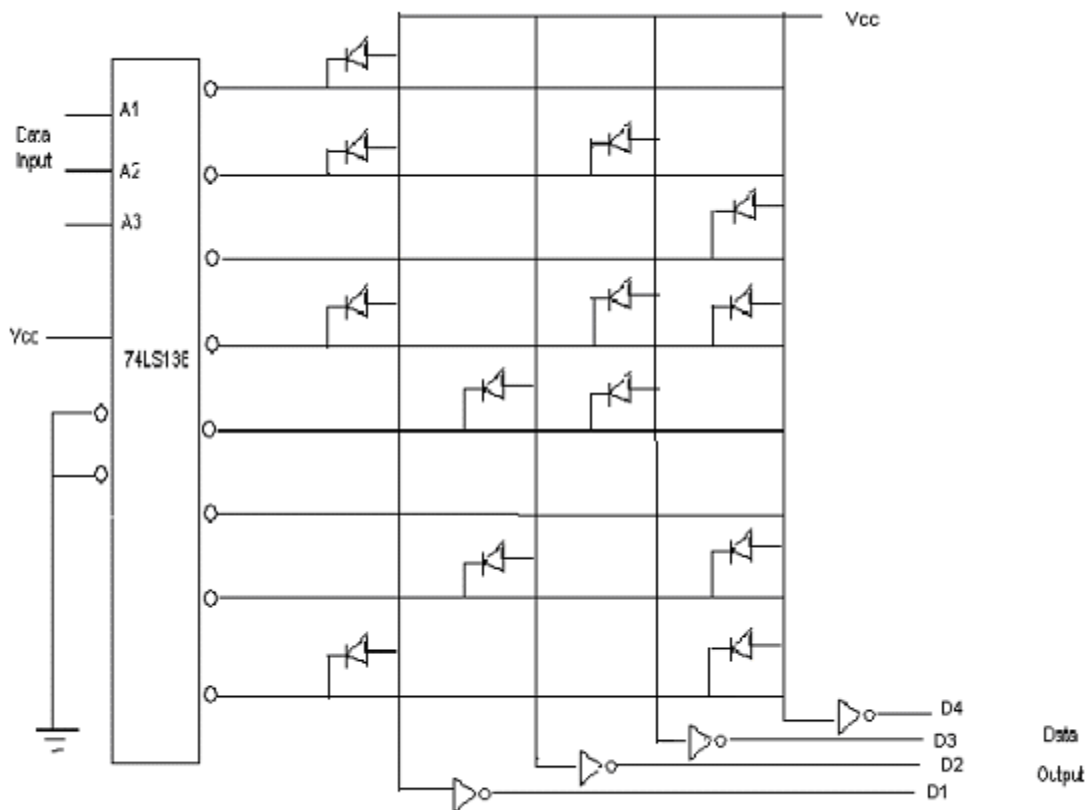 Vcc
A1
Data
Input
A2
A3
Vcc
74LS138
D4
D3
Data
D2
Output
D1